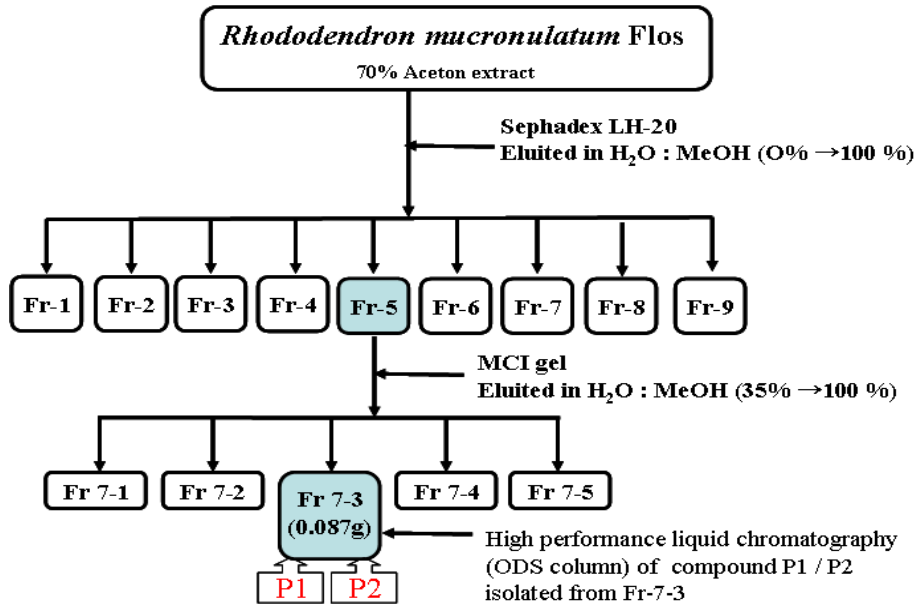 Rhododendron mucronulatum Flos
70% Aceton extract
Sephadex LH-20
Eluited in H₂O : MeOH (O% →100 %)
Fr-1 Fr-2 Fr-3 Fr-4 Fr-5 Fr-6 Fr-7 Fr-8 Fr-9
MCI gel
Eluited in H₂O : MeOH (35% →100 %)
Fr 7-1 Fr 7-2 Fr 7-3 Fr 7-4 Fr 7-5
(0.087g)
High performance liquid chromatography
(ODS column) of compound P1 / P2
isolated from Fr-7-3
P1 P2